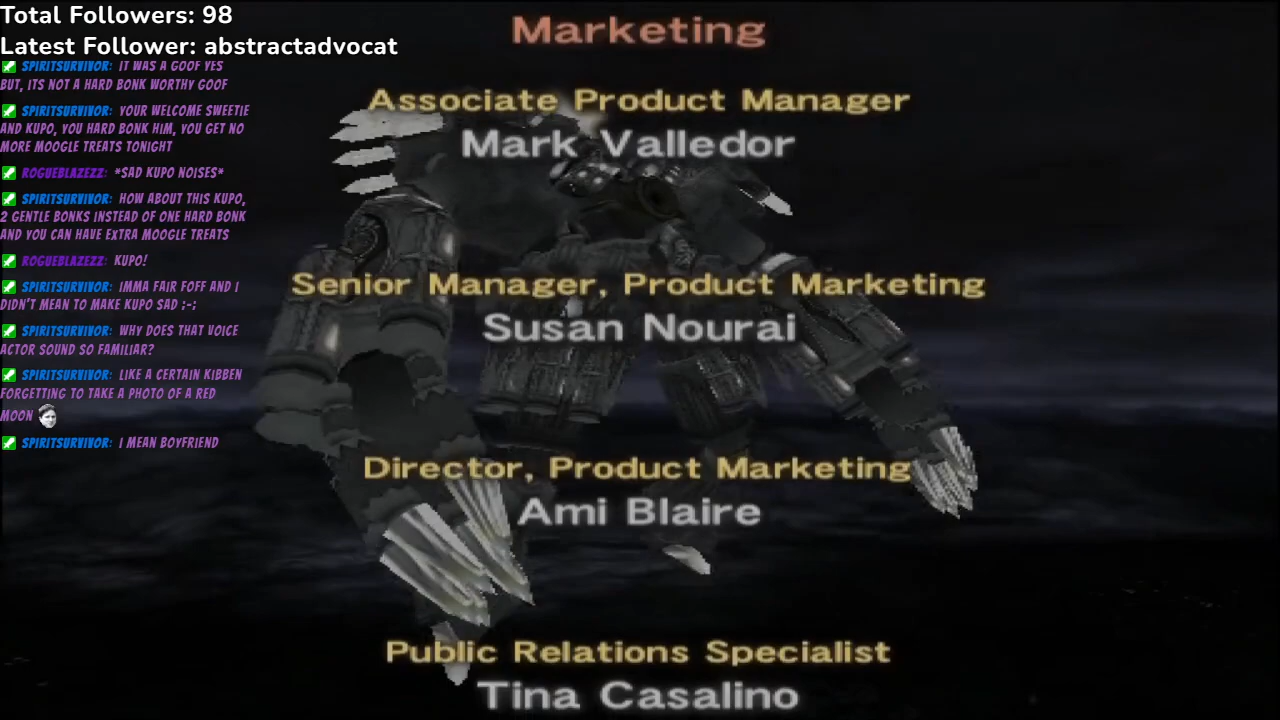 Total Followers: 98
Latest Follower: abstractadvocat
SPIRITSURVIVOR: IT WAS A GOOF YES
BUT, ITS NOT A HARD BONK WORTHY GOOF
SPIRITSURVIVOR: YOUR WELCOME SWEETIE
AND KUPO, YOU HARD BONK HIM, YOU GET NO
MORE MOOGLE TREATS TONIGHT
ROGUEBLAZEZZ: *SAD KUPO NOISES*
SPIRITSURVIVOR: HOW ABOUT THIS KUPO,
2 GENTLE BONKS INSTEAD OF ONE HARD BONK
AND YOU CAN HAVE EXTRA MOOGLE TREATS
ROGUEBLAZEZZ: KUPO!
SPIRITSURVIVOR: IMMA FAIR FOFF AND I
DIDN'T MEAN TO MAKE KUPO SAD ;-;
SPIRITSURVIVOR: WHY DOES THAT VOICE
ACTOR SOUND SO FAMILIAR?
SPIRITSURVIVOR: LIKE A CERTAIN KIBBEN
FORGETTING TO TAKE A PHOTO OF A RED
MOON
SPIRITSURVIVOR: I MEAN BOYFRIEND
Marketing
Associate Product Manager
Mark Valledor
Senior Manager, Product Marketing
Susan Nourai
Director, Product Marketing
Ami Blaire
Public Relations Specialist
Tina Casalino